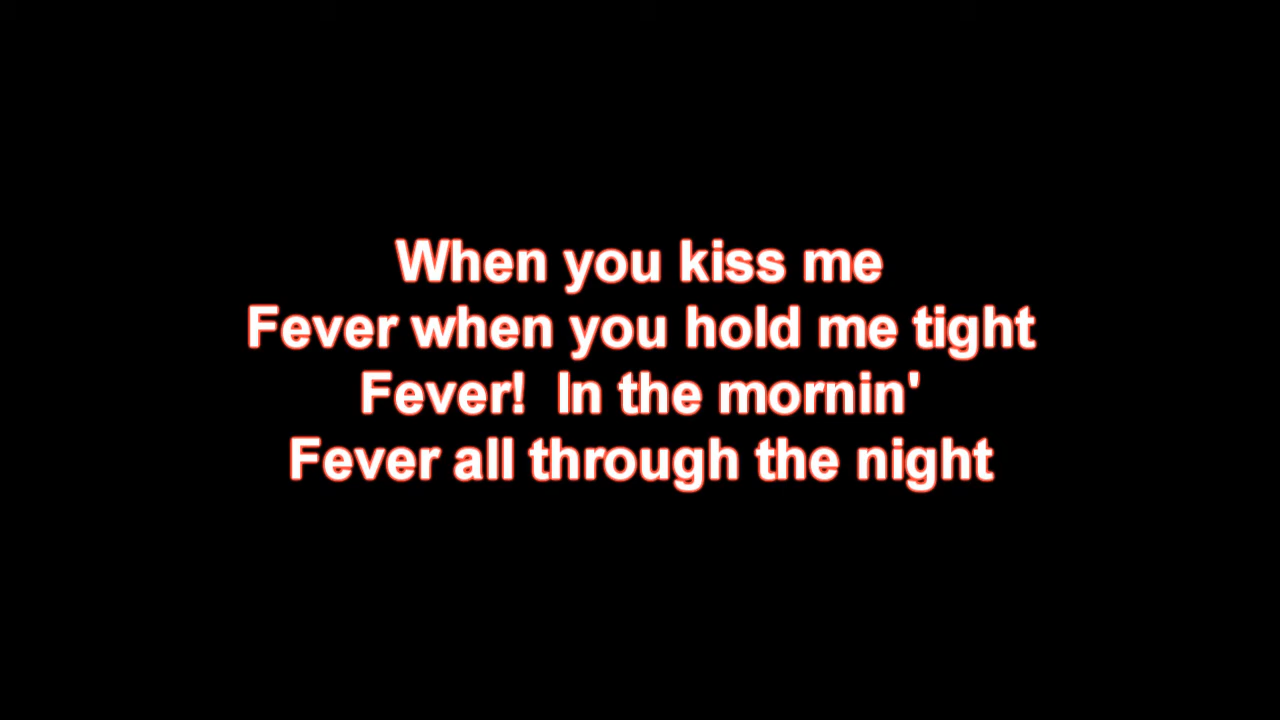 When you kiss me
Fever when you hold me tight
Fever!  In the mornin'
Fever all through the night